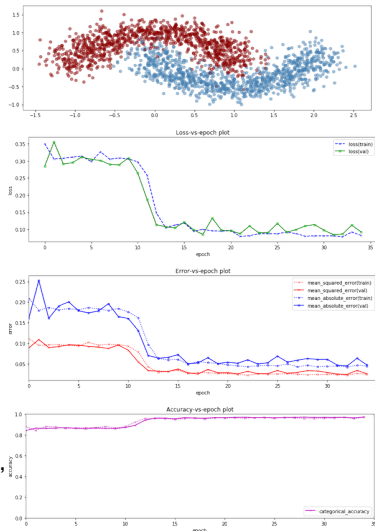 1.5
1.0
0.5
0.0
-0.5
-1.0
-1.5 -1.0 -0.5 0.0 0.5 1.0 1.5 2.0 2.5
Loss-vs-epoch plot
loss(train)
loss(val)
0.35
0.30
0.25
0.20
0.15
0.10
loss
0 5 10 15 20 25 30 35
epoch
Error-vs-epoch plot
mean_squared_error(train)
mean_squared_error(val)
mean_absolute_error(train)
mean_absolute_error(val)
0.25
0.20
0.15
0.10
0.05
error
0 5 10 15 20 25 30
epoch
Accuracy-vs-epoch plot
1.0
0.8
0.6
0.4
0.2
0.0
accuracy
categorical_accuracy
0 5 10 15 20 25 30 35
epoch